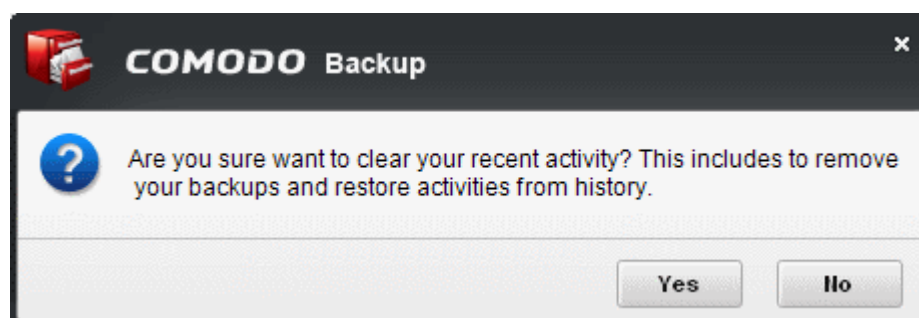 COMODO Backup
Are you sure want to clear your recent activity? This includes to remove
your backups and restore activities from history.
Yes No